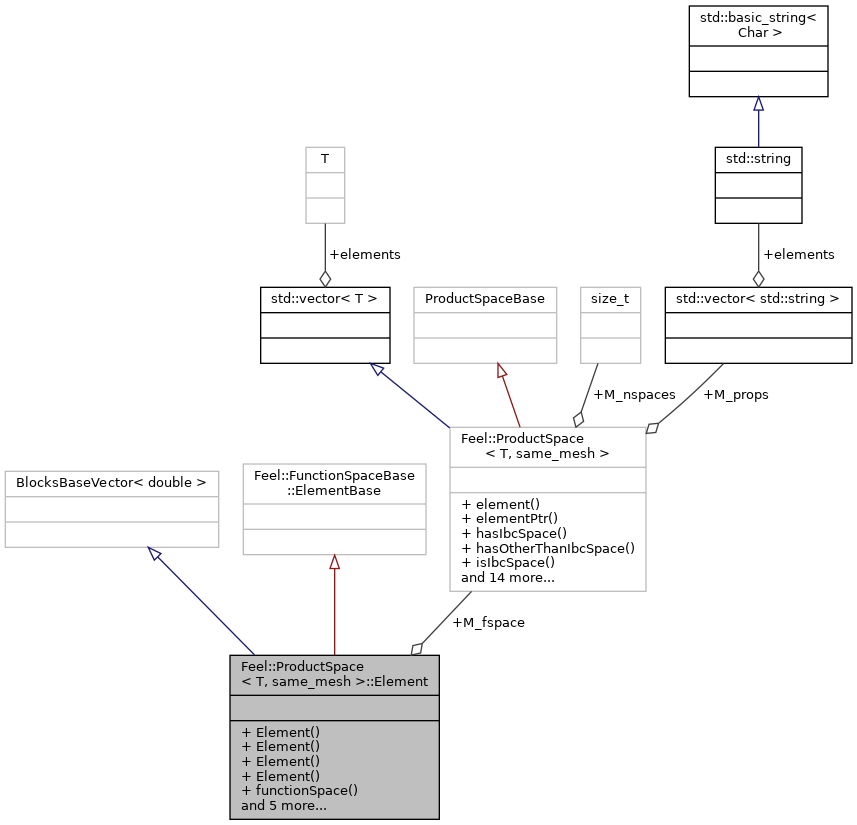 std::basic_string<
Char >
T
std::string
+elements
+elements
std::vector< T >
ProductSpaceBase
size_t
std::vector< std::string >
+M_nspaces
+M_props
Feel::ProductSpace
< T, same_mesh >
+ element()
+ elementPtr()
+ hasIbcSpace()
+ hasOtherThanIbcSpace()
+ isIbcSpace()
and 14 more...
BlocksBaseVector< double >
Feel::FunctionSpaceBase
::ElementBase
+M_fspace
Feel::ProductSpace
< T, same_mesh >::Element
+ Element()
+ Element()
+ Element()
+ Element()
+ functionSpace()
and 5 more...